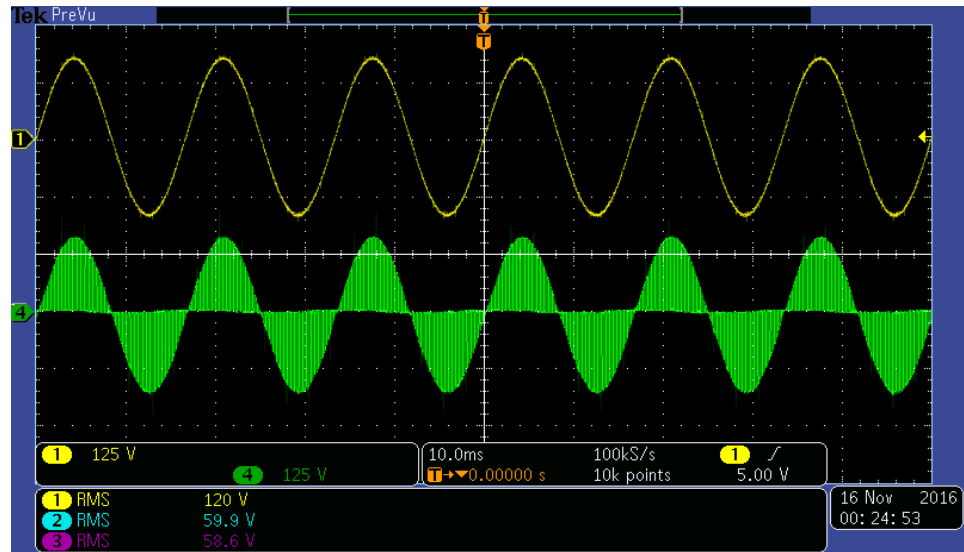 Tek PreVu
T
T
1
4
1 125 V
4 125 V
10.0ms 100kS/s 1 ∫
T→▼0.00000 s 10k points 5.00 V
1 RMS 120 V
2 RMS 59.9 V
3 RMS 58.6 V
16 Nov 2016
00:24:53